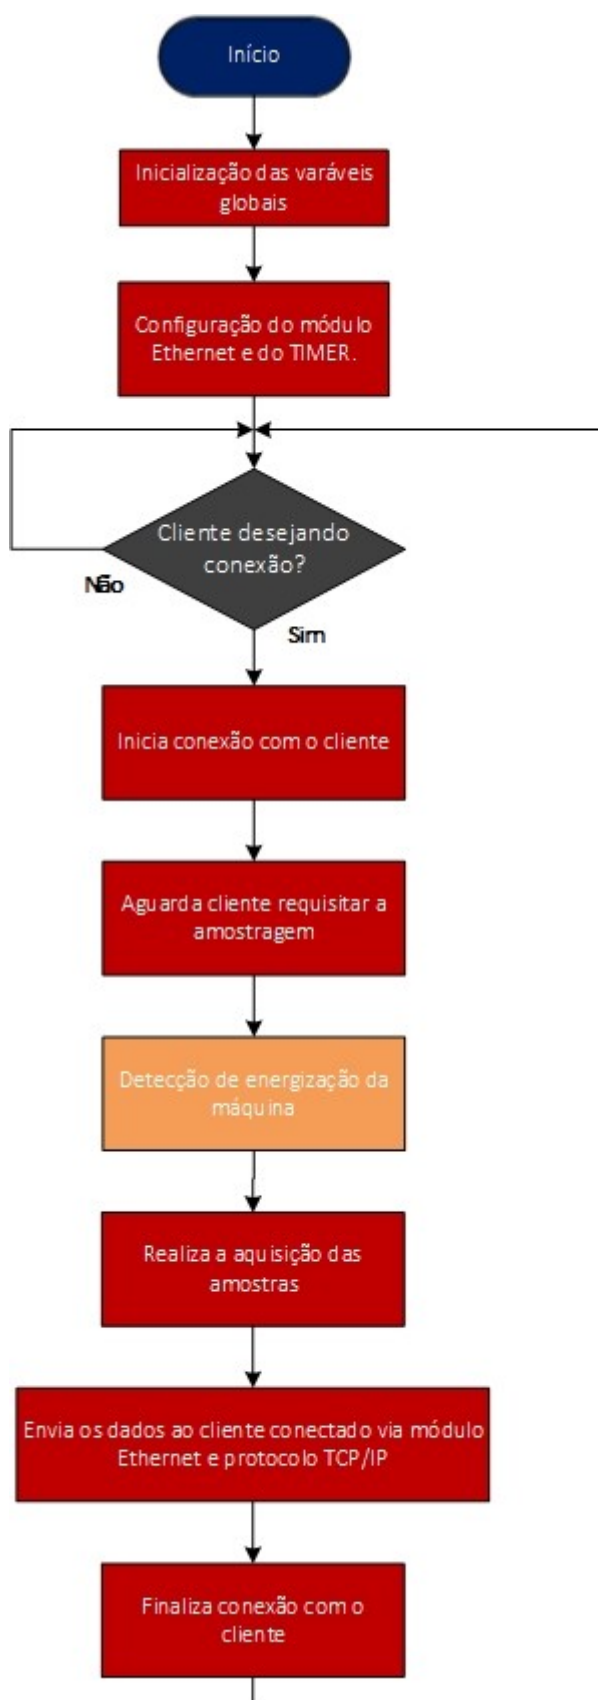 Início
Inicialização das varáveis
globais
Configuração do módulo
Ethernet e do TIMER.
Cliente desejando
conexão?
Não
Sim
Inicia conexão com o cliente
Aguarda cliente requisitar a
amostragem
Detecção de energização da
máquina
Realiza a aquisição das
amostras
Envia os dados ao cliente conectado via módulo
Ethernet e protocolo TCP/IP
Finaliza conexão com o
cliente